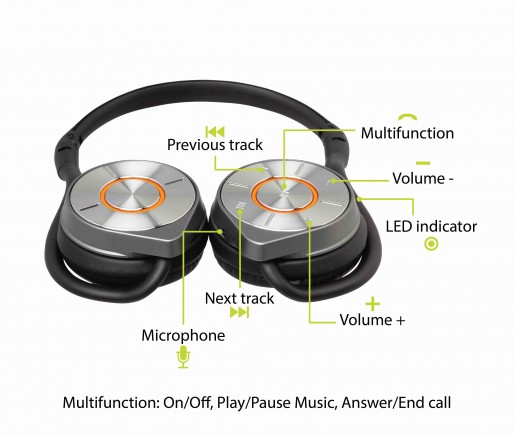 Previous track
Multifunction
Volume -
LED indicator
Next track
Volume +
Microphone
Multifunction: On/Off, Play/Pause Music, Answer/End call